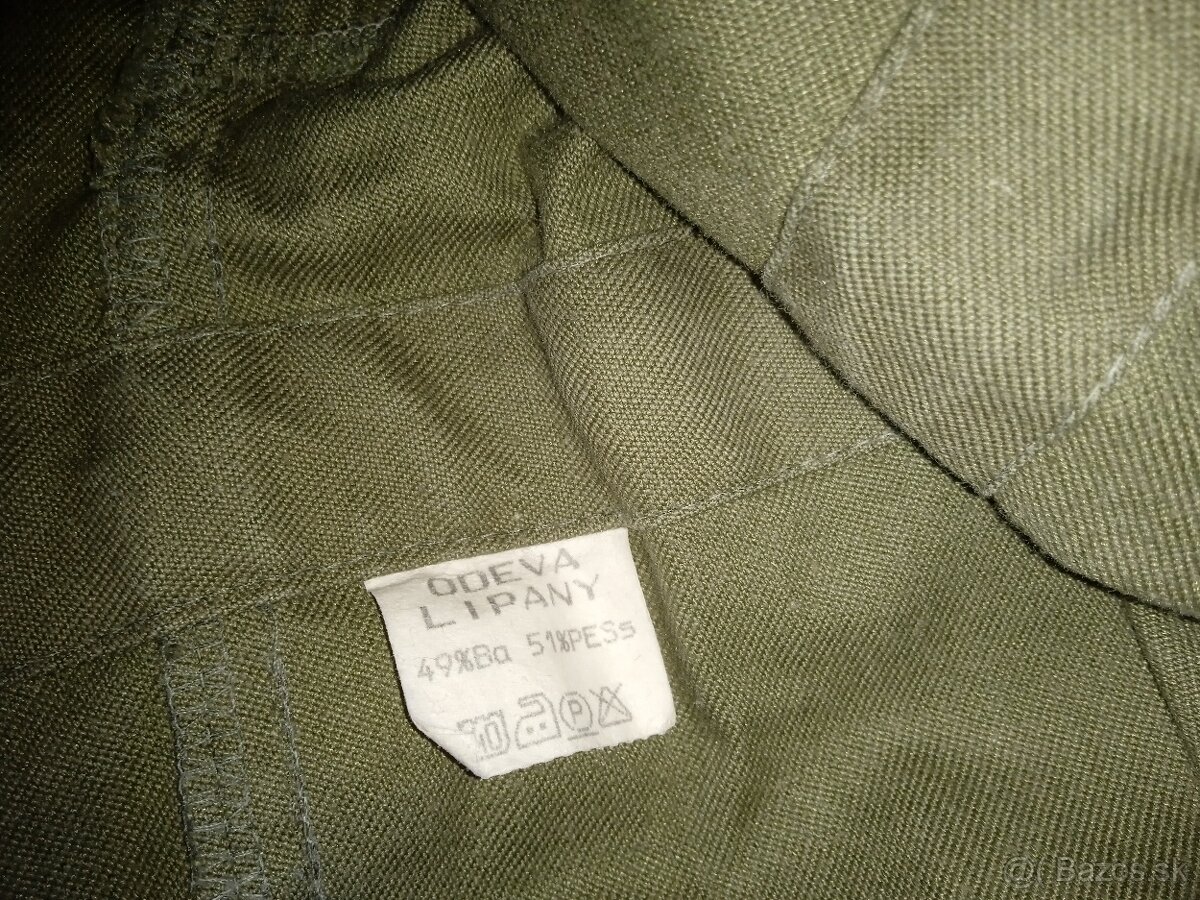 ODEVA
LIPANY
49%Ba 51%PESs
P
@ Bazos.sk